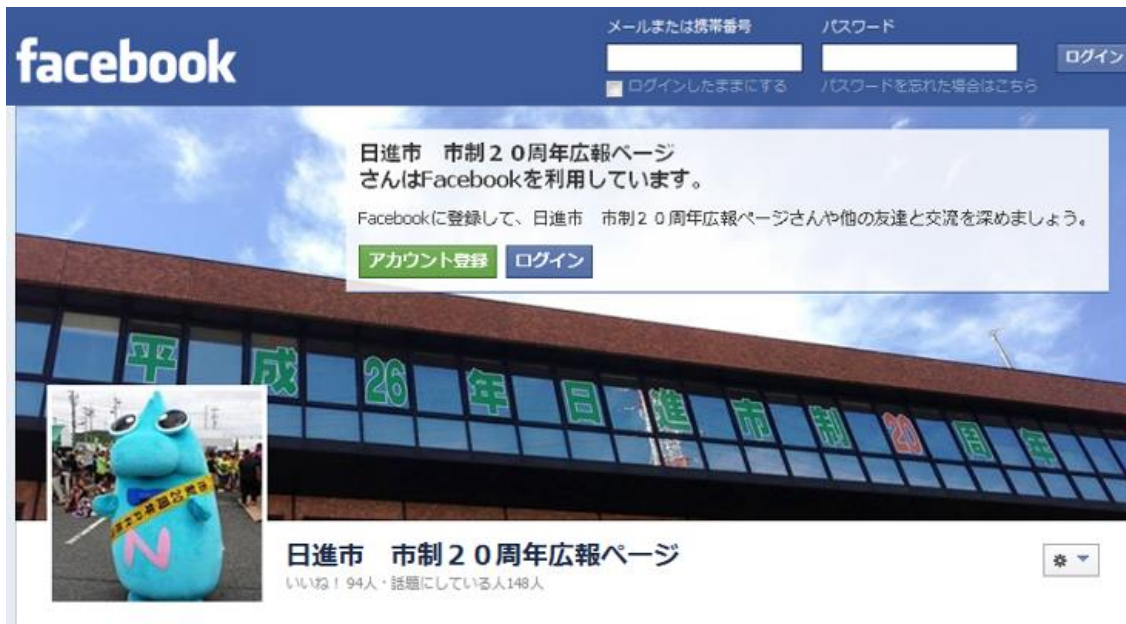 facebook
メールまたは携帯番号
パスワード
ログイン
ログインしたままにする
パスワードを忘れた場合はこちら
日進市　市制２０周年広報ページ
さんはFacebookを利用しています。
Facebookに登録して、日進市　市制２０周年広報ページさんや他の友達と交流を深めましょう。
アカウント登録
ログイン
平成26年日進市制20周年
市制20周年PR
N
日進市　市制２０周年広報ページ
いいね！94人・話題にしている人148人